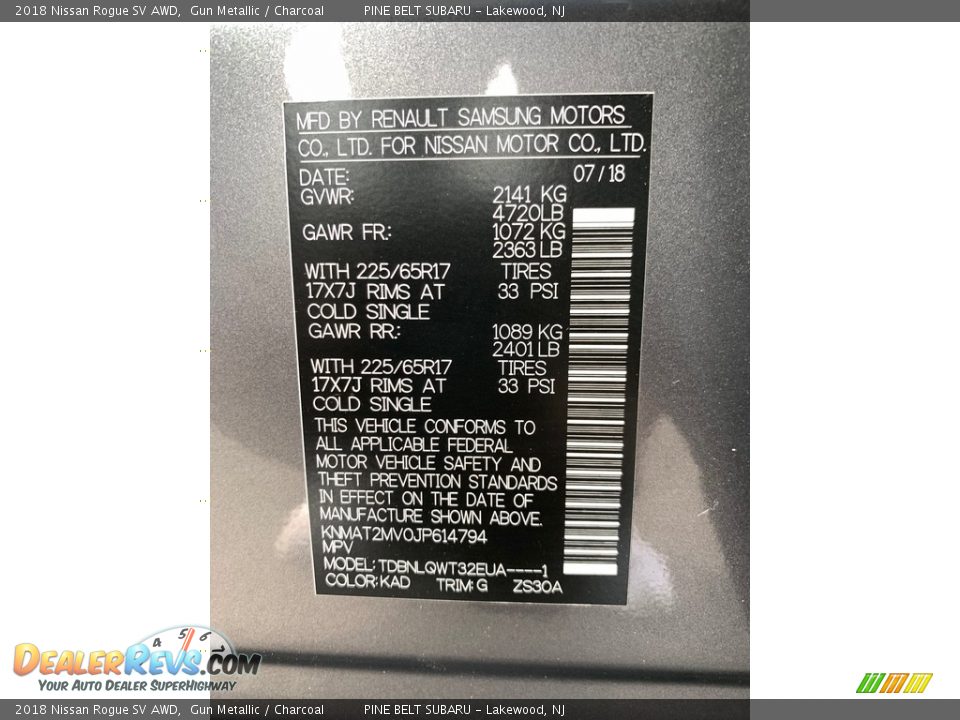 2018 Nissan Rogue SV AWD, Gun Metallic / Charcoal PINE BELT SUBARU - Lakewood, NJ
MFD BY RENAULT SAMSUNG MOTORS
CO., LTD. FOR NISSAN MOTOR CO., LTD.
DATE: 07/18
GVWR: 2141 KG
4720LB
GAWR FR.: 1072 KG
2363LB
WITH 225/65R17 TIRES
17X7J RIMS AT 33 PSI
COLD SINGLE
GAWR RR.: 1089 KG
2401LB
WITH 225/65R17 TIRES
17X7J RIMS AT 33 PSI
COLD SINGLE
THIS VEHICLE CONFORMS TO
ALL APPLICABLE FEDERAL
MOTOR VEHICLE SAFETY AND
THEFT PREVENTION STANDARDS
IN EFFECT ON THE DATE OF
MANUFACTURE SHOWN ABOVE.
KNMAT2MV0JP614794
MPV
MODEL: TDBNLQWT32EUA----1
COLOR: KAD TRIM: G ZS30A
4 5 6
DEALERREVS.COM
YOUR AUTO DEALER SUPERHIGHWAY
2018 Nissan Rogue SV AWD, Gun Metallic / Charcoal PINE BELT SUBARU - Lakewood, NJ